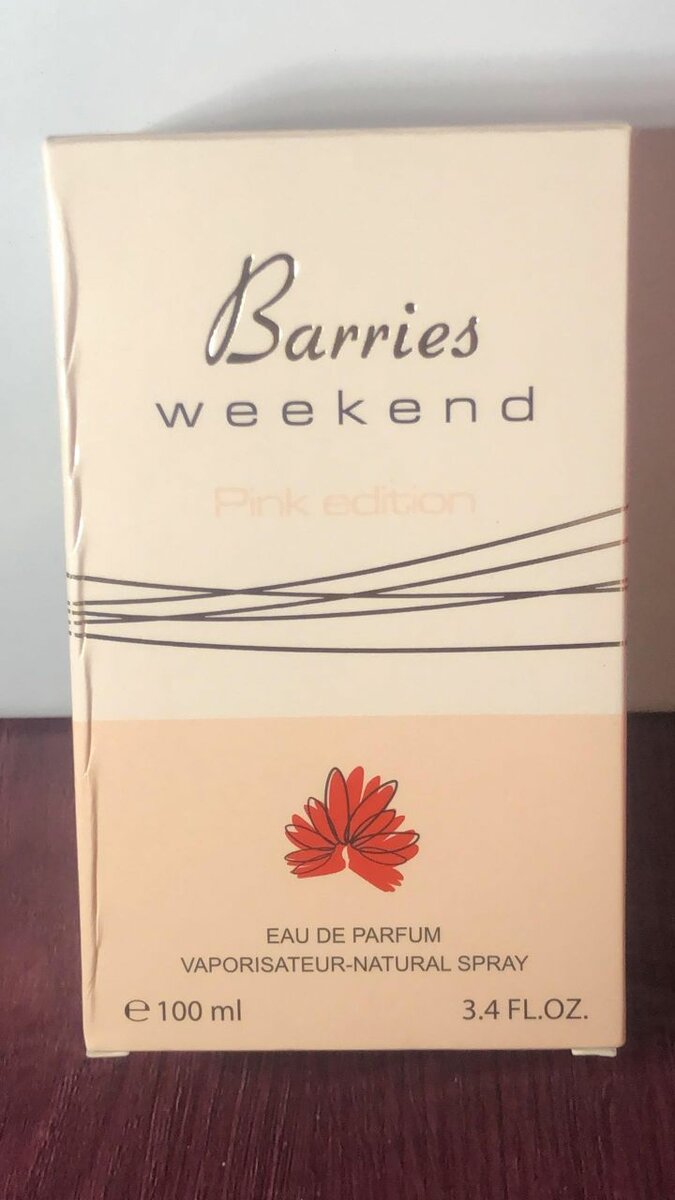 Barries
weekend
Pink edition
EAU DE PARFUM
VAPORISATEUR-NATURAL SPRAY
℮ 100 ml 3.4 FL.OZ.